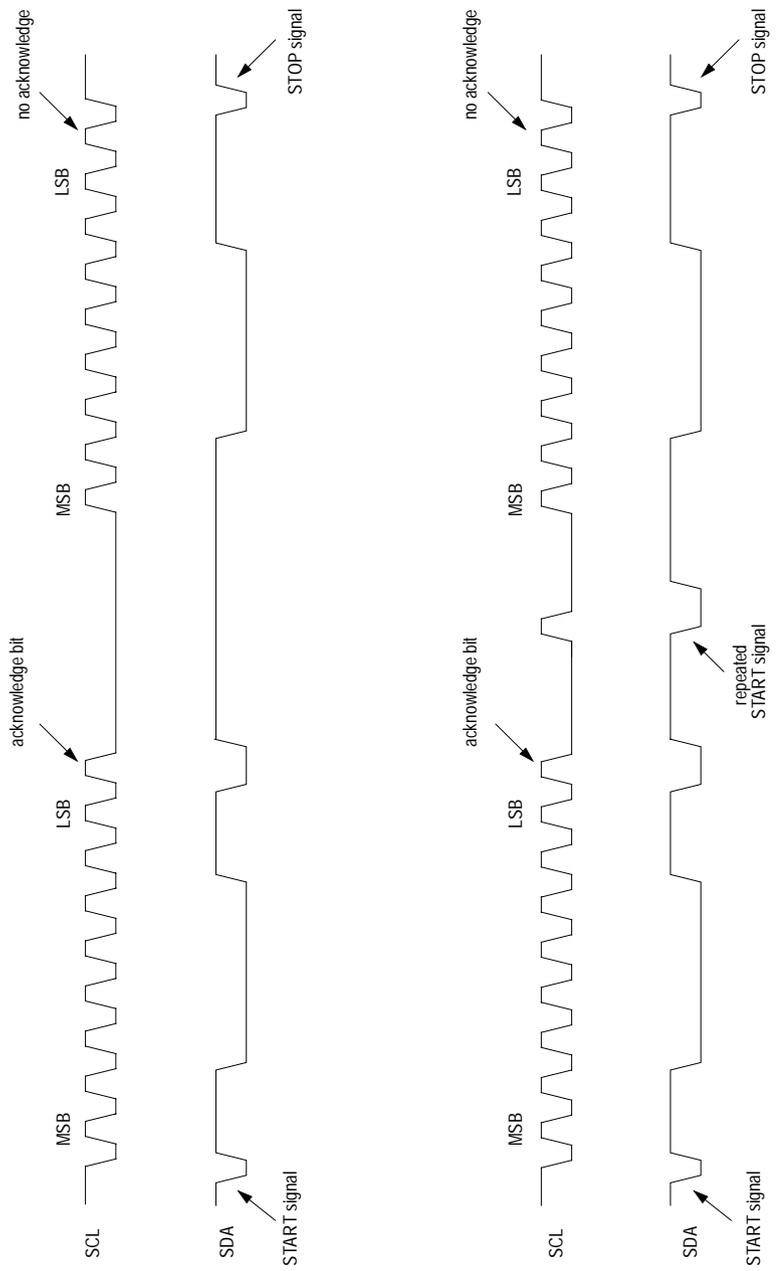 SCL
SDA
START signal
MSB
LSB
acknowledge bit
MSB
LSB
no acknowledge
STOP signal
SCL
SDA
START signal
MSB
LSB
acknowledge bit
repeated
START signal
MSB
LSB
no acknowledge
STOP signal